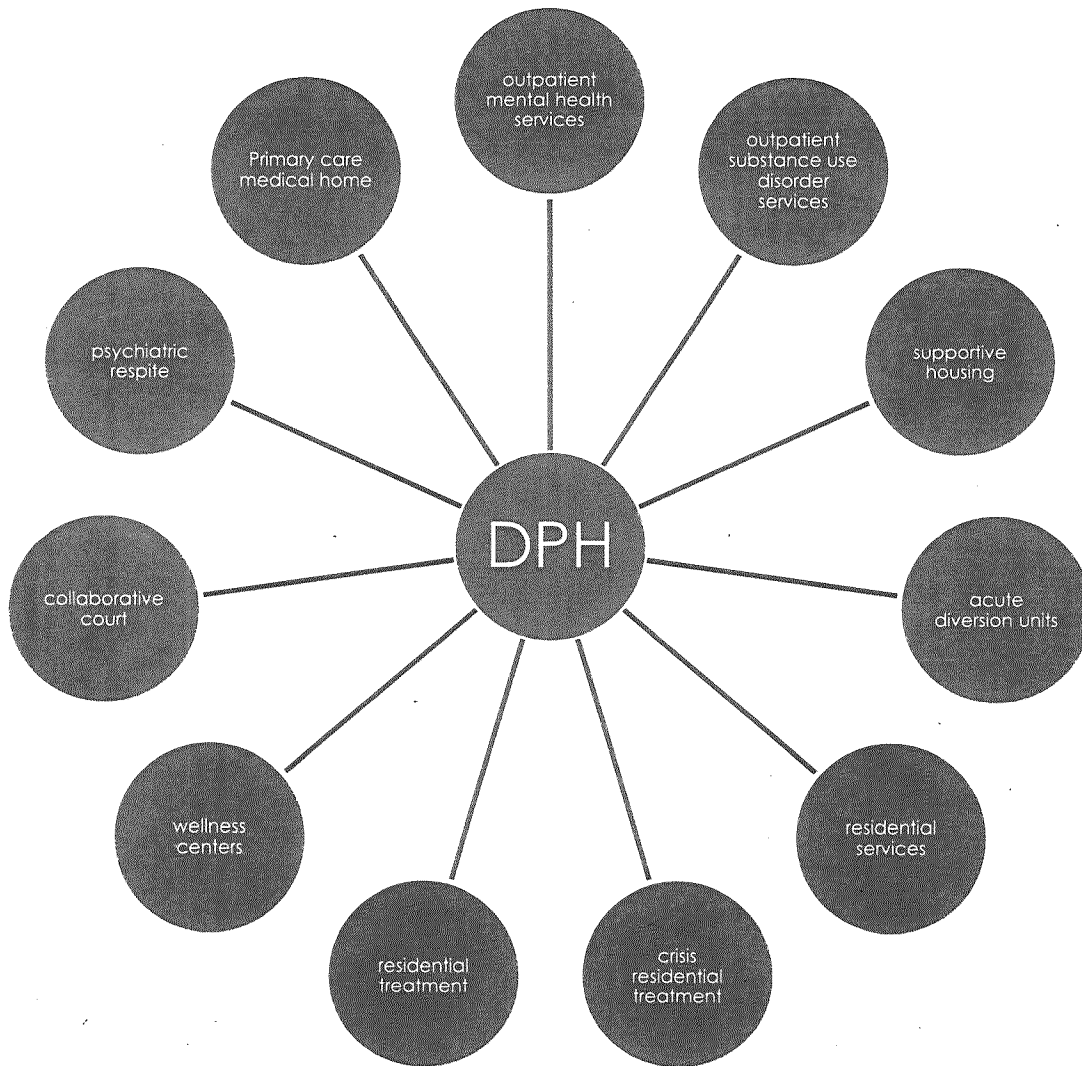 outpatient
mental health
services
outpatient
substance use
disorder
services
supportive
housing
acute
diversion units
residential
services
crisis
residential
treatment
residential
treatment
wellness
centers
collaborative
court
psychiatric
respite
Primary care
medical home
DPH